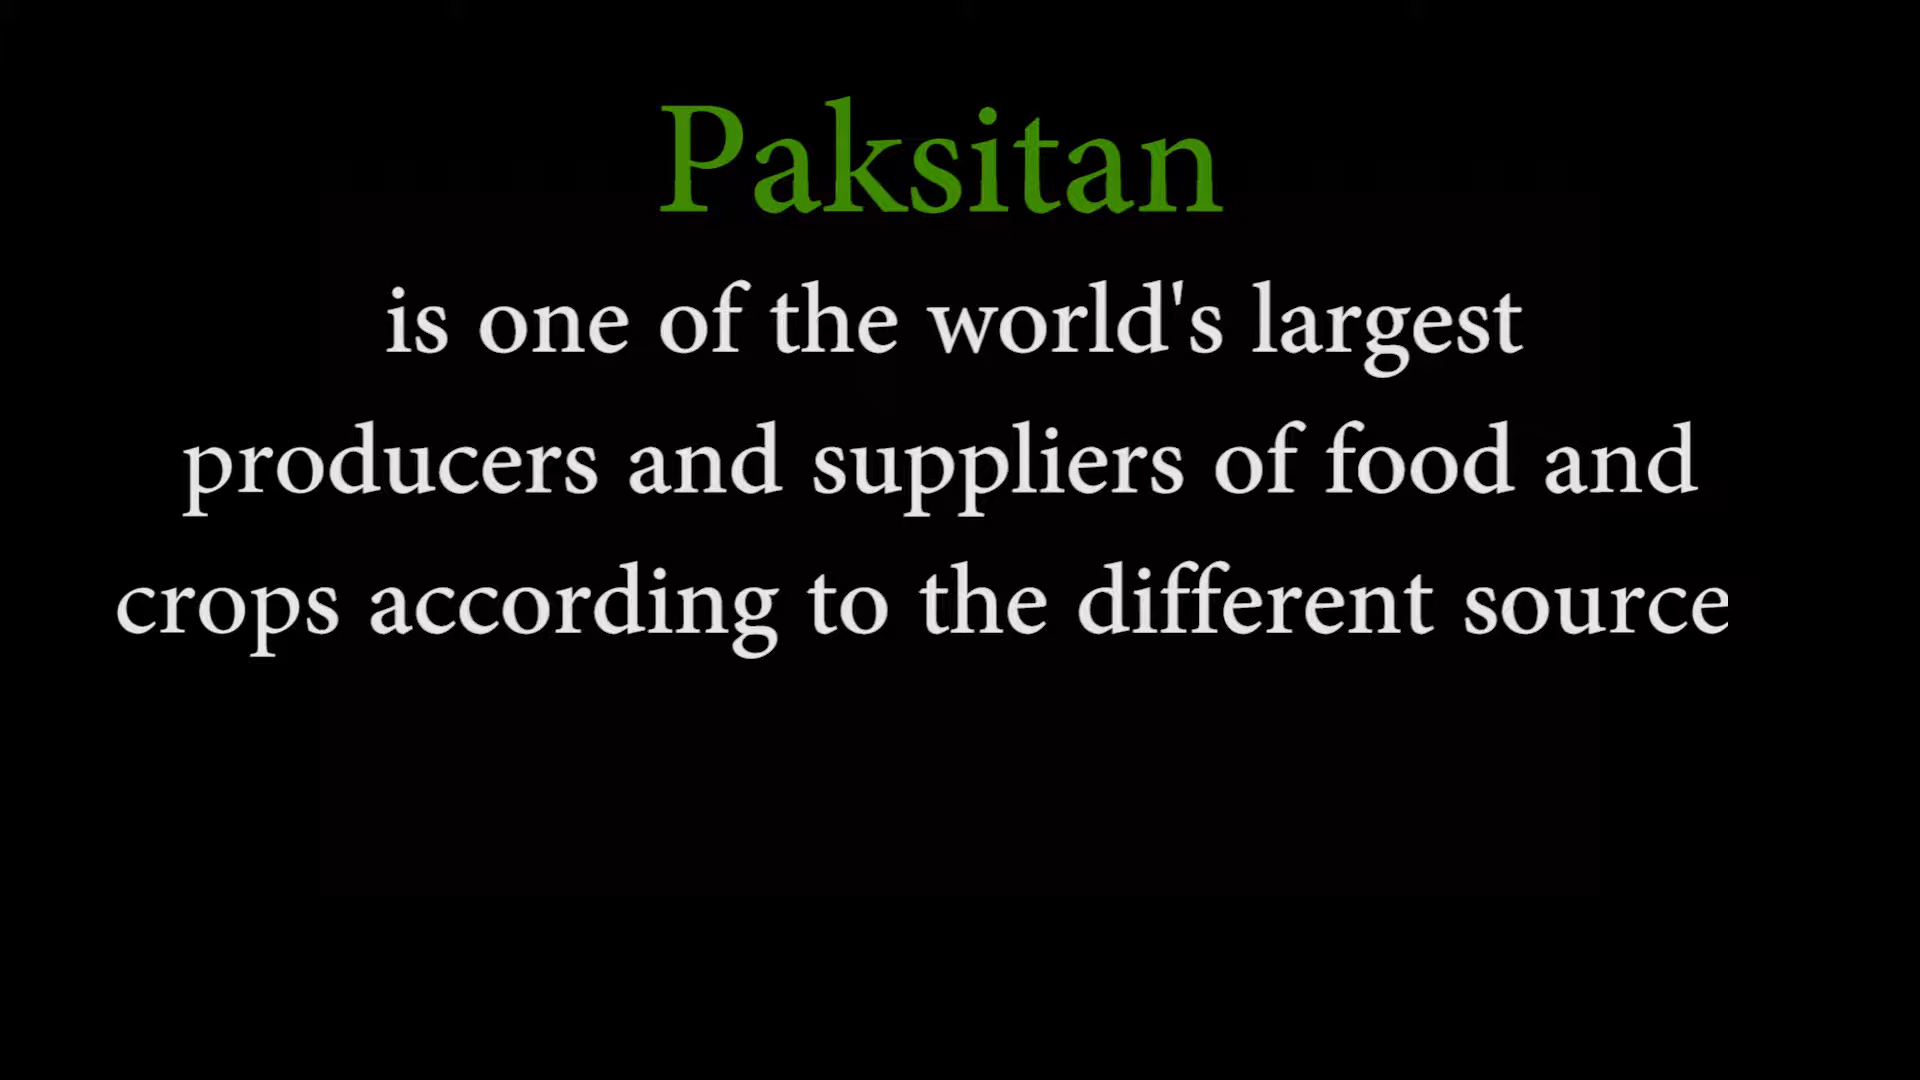 Paksitan
is one of the world's largest
producers and suppliers of food and
crops according to the different source